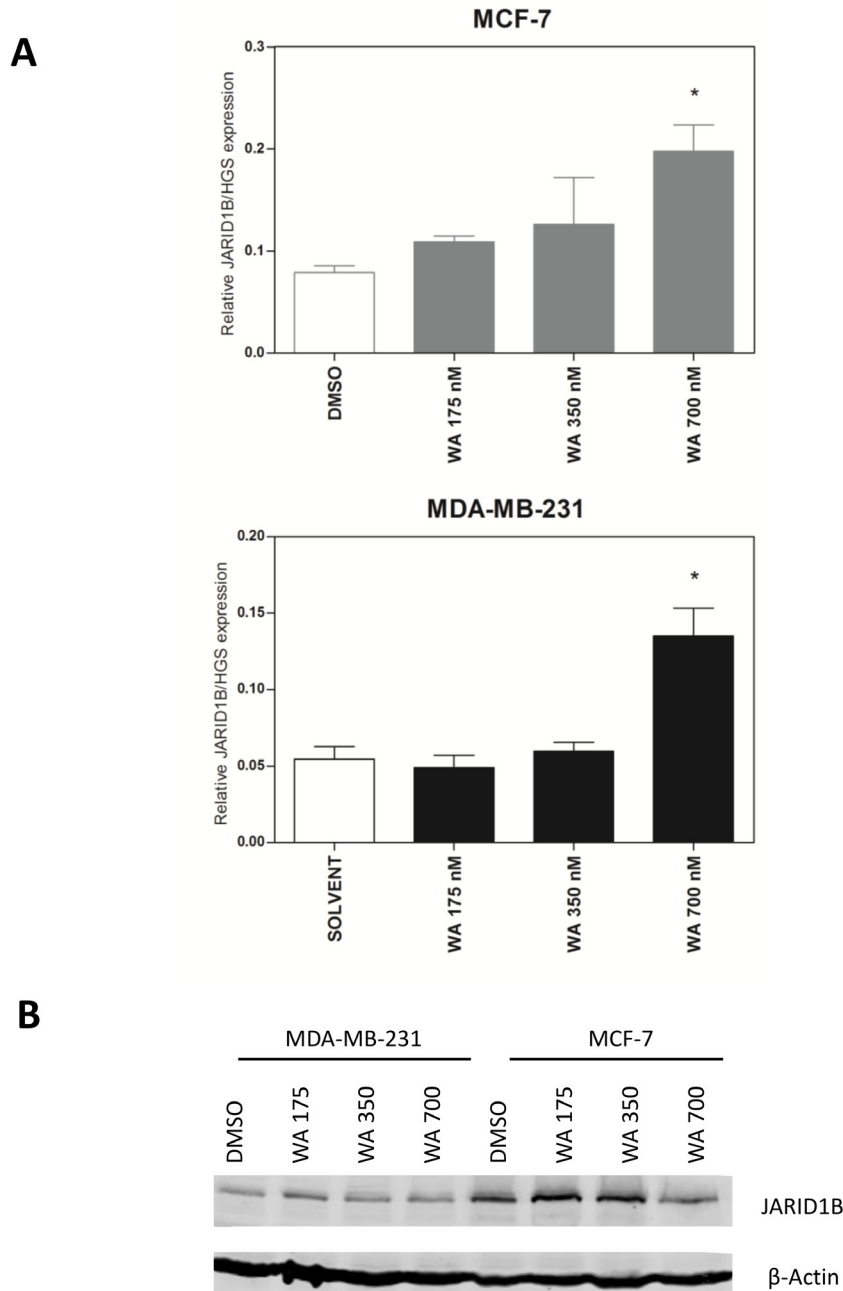 A
MCF-7
Relative JARID1B/HGS expression
0.3
*
0.2
0.1
0.0
DMSO
WA 175 nM
WA 350 nM
WA 700 nM
MDA-MB-231
Relative JARID1B/HGS expression
0.20
*
0.15
0.10
0.05
0.00
SOLVENT
WA 175 nM
WA 350 nM
WA 700 nM
B
MDA-MB-231
MCF-7
DMSO
WA 175
WA 350
WA 700
DMSO
WA 175
WA 350
WA 700
JARID1B
β-Actin